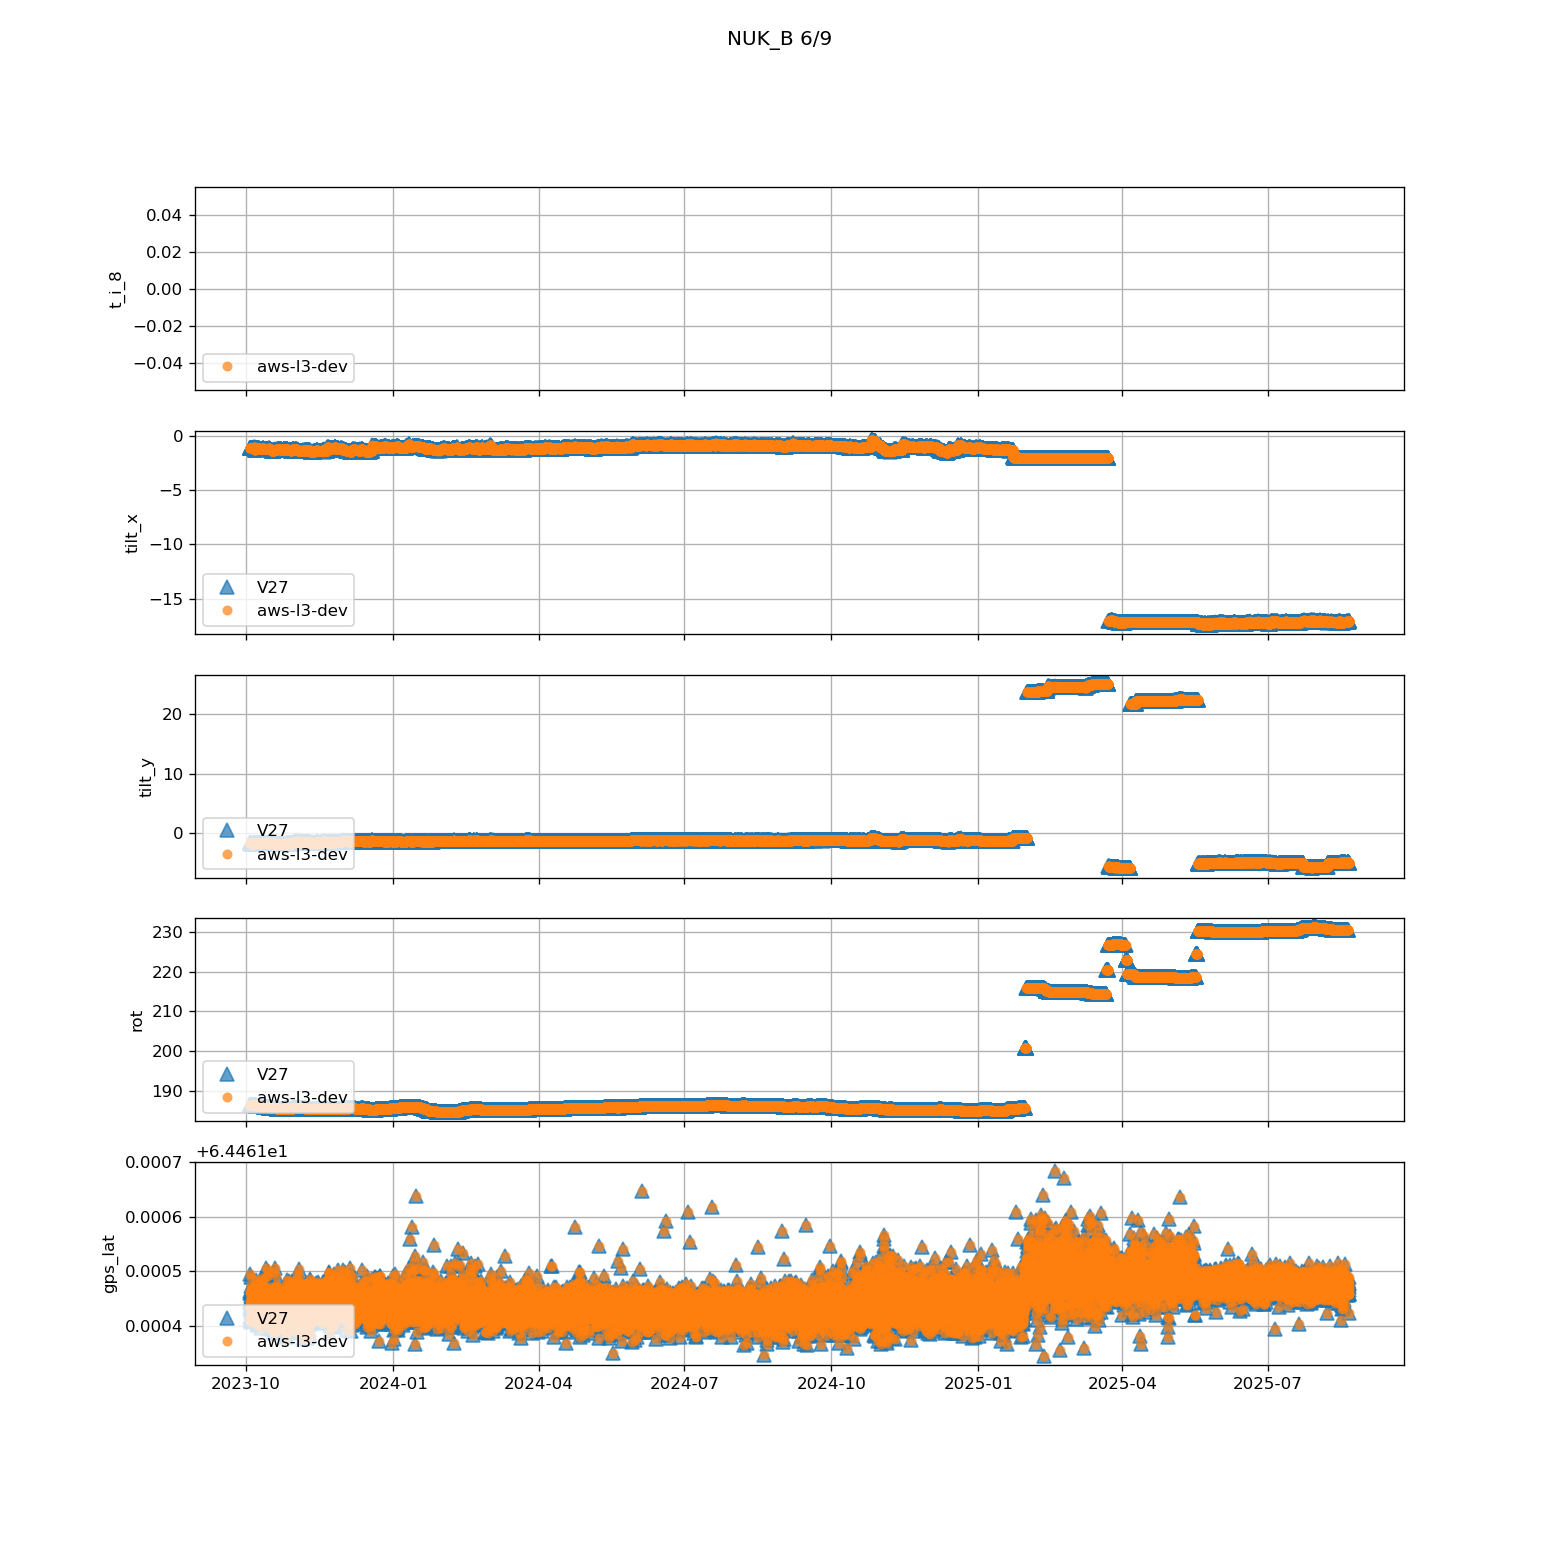 NUK_B 6/9
0.04
0.02
0.00
−0.02
−0.04
t_i_8
aws-l3-dev
0
−5
−10
−15
tilt_x
V27
aws-l3-dev
20
10
0
tilt_y
V27
aws-l3-dev
230
220
210
200
190
rot
V27
aws-l3-dev
+6.4461e1
0.0007
0.0006
0.0005
0.0004
gps_lat
V27
aws-l3-dev
2023-10 2024-01 2024-04 2024-07 2024-10 2025-01 2025-04 2025-07